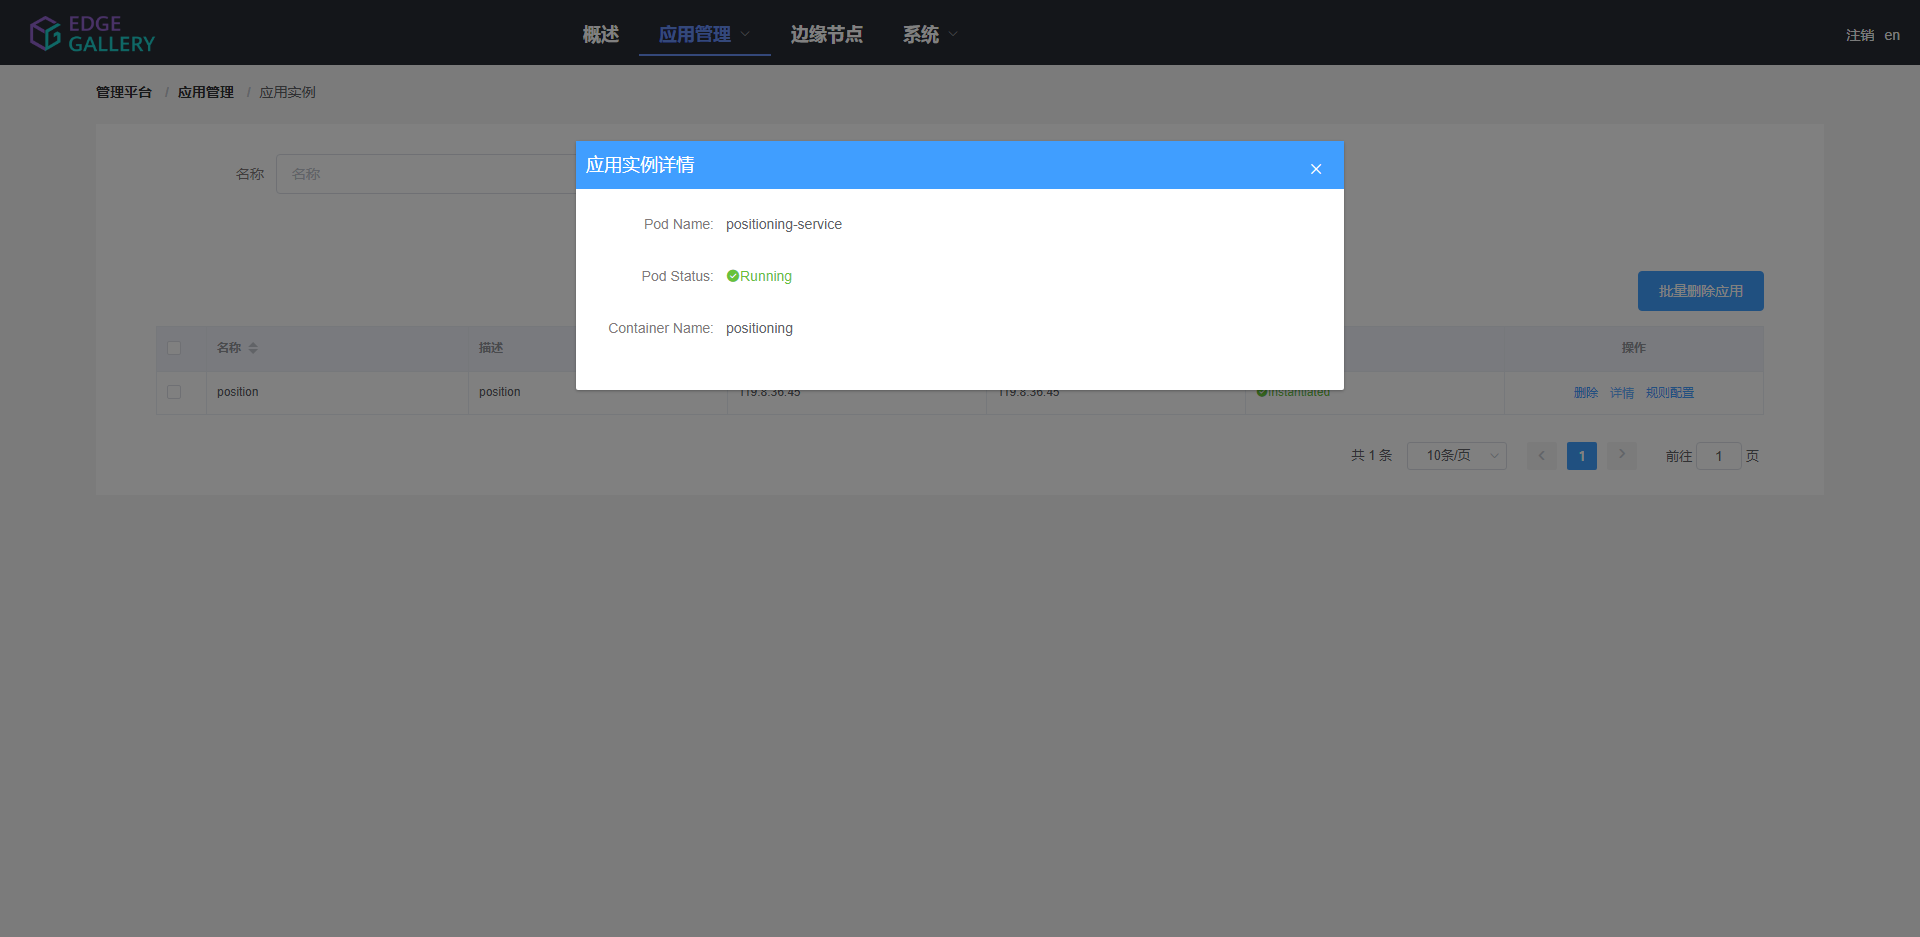 EDGE
GALLERY
概述 应用管理 边缘节点 系统 注销 en
管理平台 / 应用管理 / 应用实例
应用实例详情
名称 名称
Pod Name: positioning-service
Pod Status: Running
批量删除应用
Container Name: positioning
名称 描述 操作
position position 119.8.36.45 119.8.36.45 Instantiated 删除 详情 规则配置
共 1 条 10条/页 1 前往 1 页